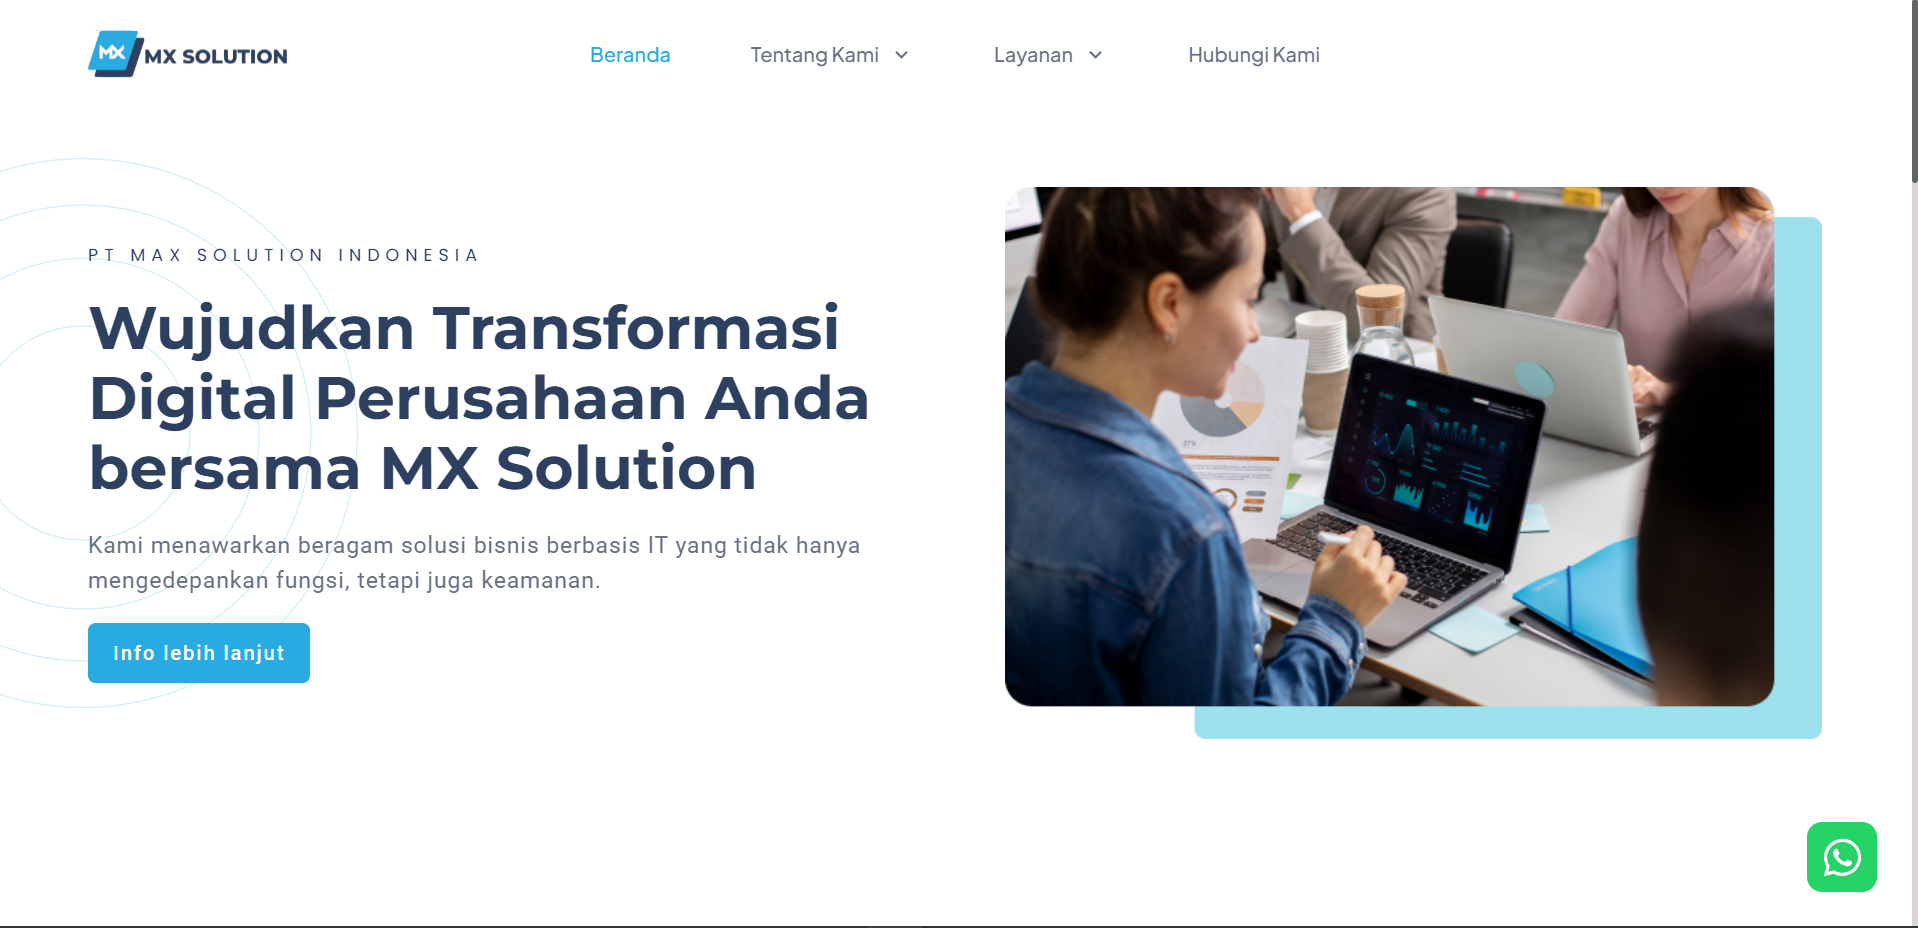 MX MX SOLUTION
Beranda
Tentang Kami
Layanan
Hubungi Kami
PT MAX SOLUTION INDONESIA
Wujudkan Transformasi
Digital Perusahaan Anda
bersama MX Solution
Kami menawarkan beragam solusi bisnis berbasis IT yang tidak hanya
mengedepankan fungsi, tetapi juga keamanan.
Info lebih lanjut
37%